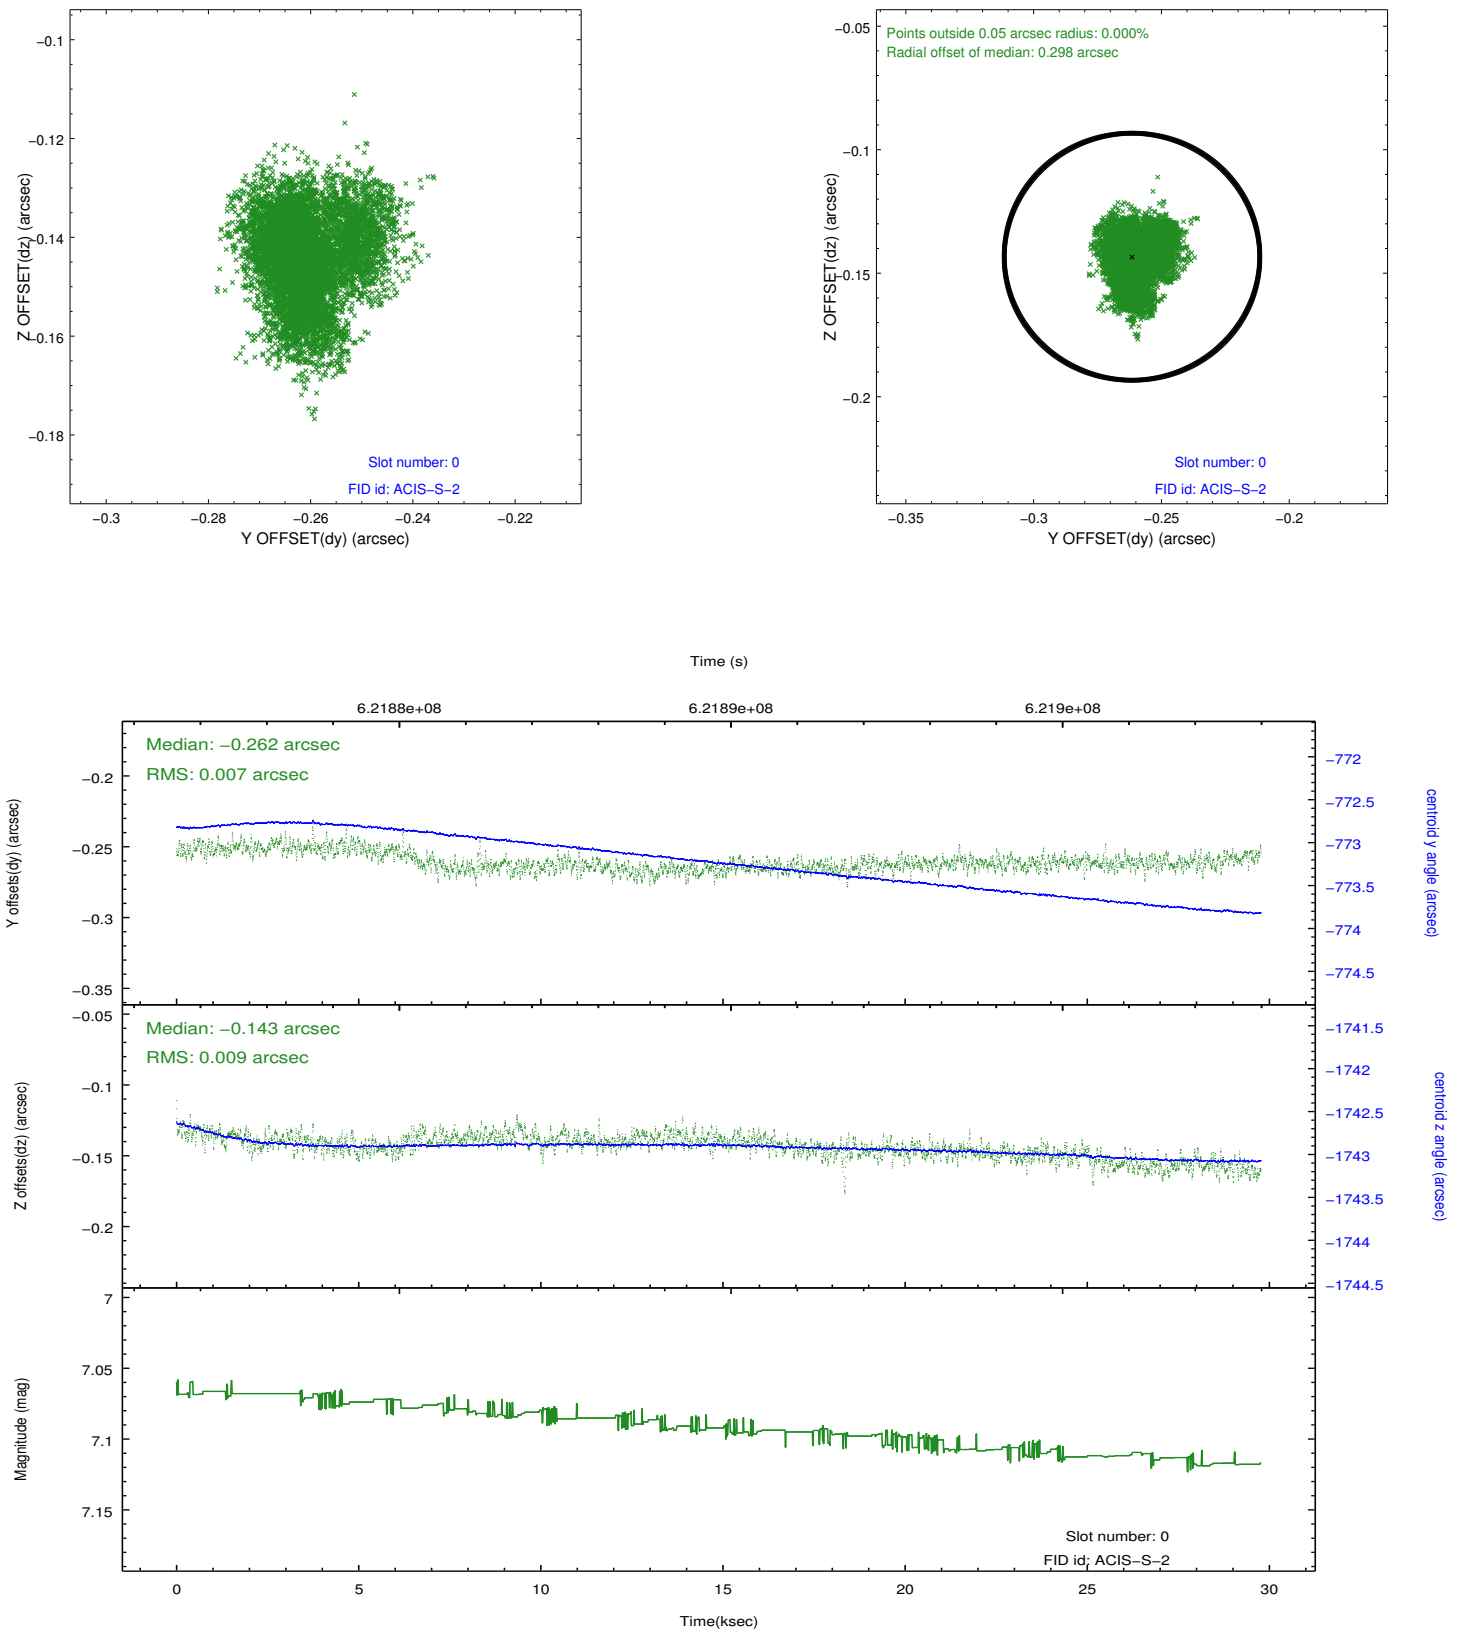 −0.1
−0.12
−0.14
−0.16
−0.18
Z OFFSET(dz) (arcsec)
Slot number: 0
FID id: ACIS−S−2
−0.3
−0.28
−0.26
−0.24
−0.22
Y OFFSET(dy) (arcsec)
Points outside 0.05 arcsec radius: 0.000%
Radial offset of median: 0.298 arcsec
−0.05
−0.1
−0.15
−0.2
Z OFFSET(dz) (arcsec)
Slot number: 0
FID id: ACIS−S−2
−0.35
−0.3
−0.25
−0.2
Y OFFSET(dy) (arcsec)
Time (s)
6.2188e+08
6.2189e+08
6.219e+08
Median: −0.262 arcsec
RMS: 0.007 arcsec
−0.2
−0.25
−0.3
−0.35
Y offsets(dy) (arcsec)
−772
−772.5
−773
−773.5
−774
−774.5
centroid y angle (arcsec)
Median: −0.143 arcsec
RMS: 0.009 arcsec
−0.05
−0.1
−0.15
−0.2
Z offsets(dz) (arcsec)
−1741.5
−1742
−1742.5
−1743
−1743.5
−1744
−1744.5
centroid z angle (arcsec)
7
7.05
7.1
7.15
Magnitude (mag)
Slot number: 0
FID id: ACIS−S−2
0
5
10
15
20
25
30
Time(ksec)